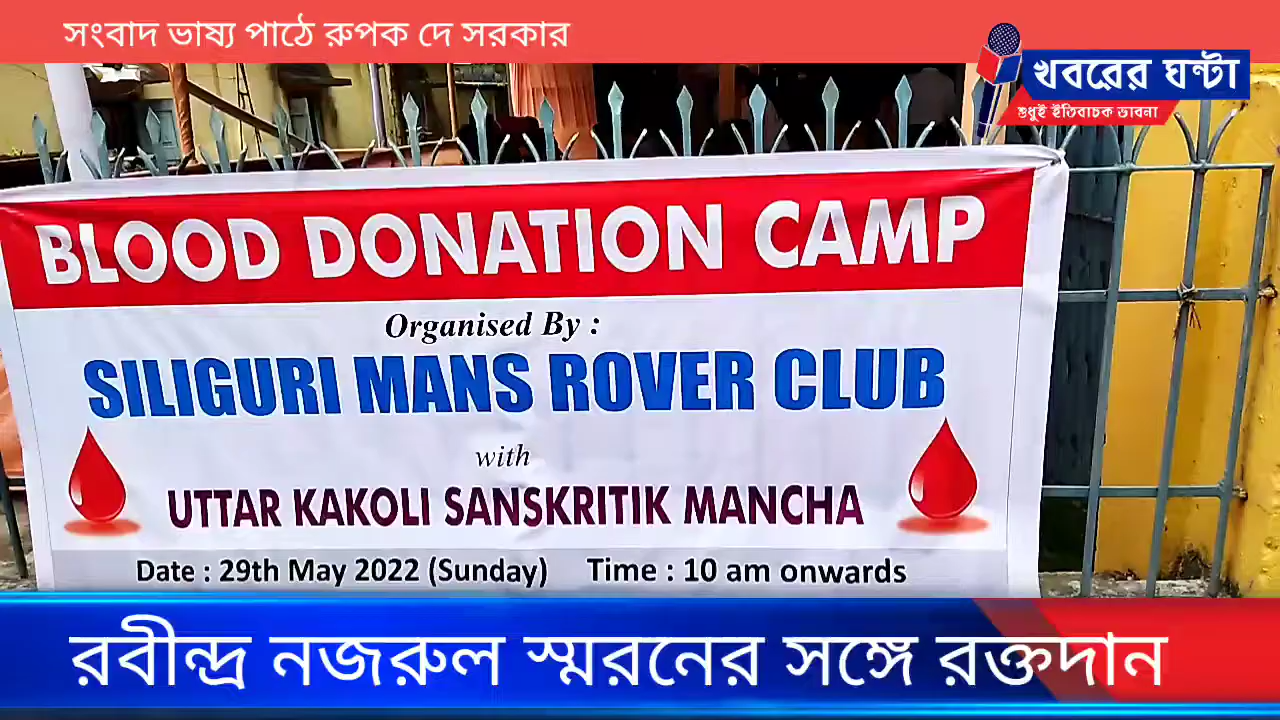 সংবাদ ভাষ্য পাঠে রুপক দে সরকার
খবরের ঘন্টা
শুধুই ইতিবাচক ভাবনা
BLOOD DONATION CAMP
Organised By :
SILIGURI MANS ROVER CLUB
with
UTTAR KAKOLI SANSKRITIK MANCHA
Date : 29th May 2022 (Sunday) Time : 10 am onwards
রবীন্দ্র নজরুল স্মরনের সঙ্গে রক্তদান